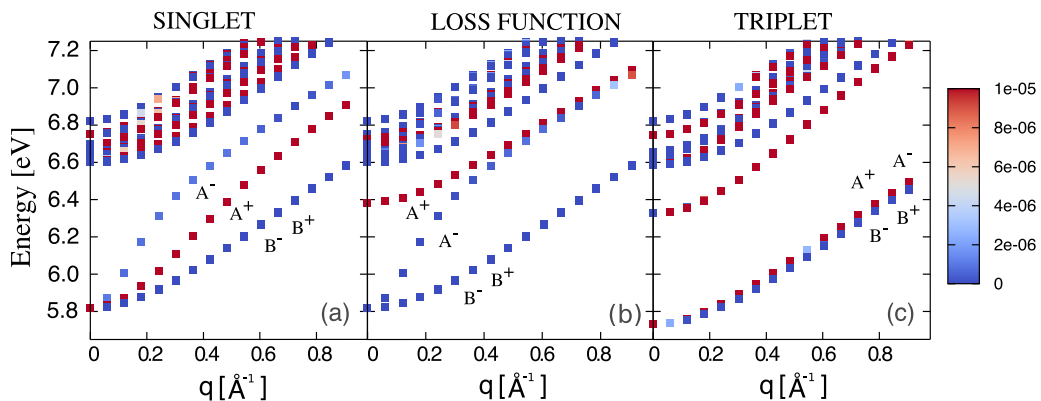 SINGLET LOSS FUNCTION TRIPLET
Energy [eV]
7.2
7.0
6.8
6.6
6.4
6.2
6.0
5.8
A⁻
A⁺
B⁻
B⁺
(a)
0 0.2 0.4 0.6 0.8
q [Å⁻¹]
A⁺
A⁻
B⁻
B⁺
(b)
0 0.2 0.4 0.6 0.8
q [Å⁻¹]
A⁻
A⁺
B⁺
B⁻
(c)
0 0.2 0.4 0.6 0.8
q [Å⁻¹]
1e-05
8e-06
6e-06
4e-06
2e-06
0